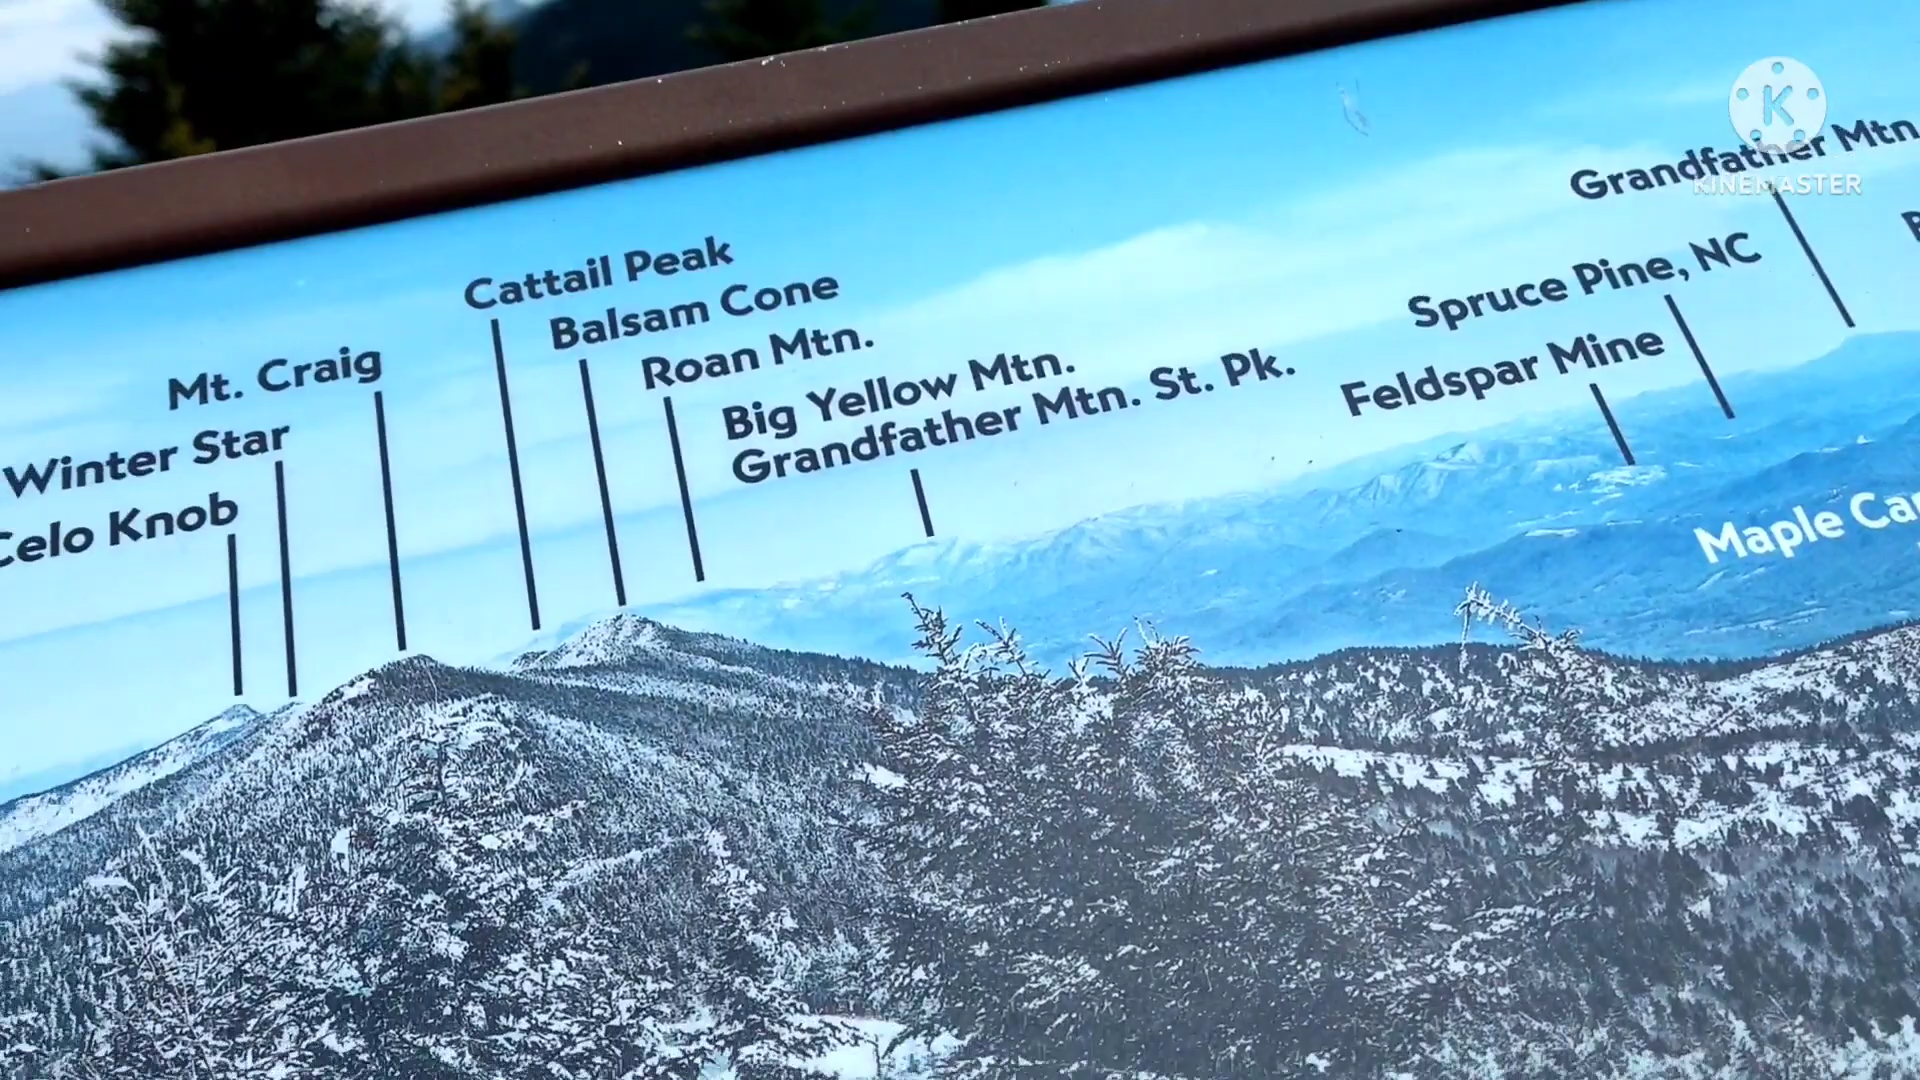 Cattail Peak
Balsam Cone
Roan Mtn.
Big Yellow Mtn.
Grandfather Mtn. St. Pk.
Mt. Craig
Winter Star
Celo Knob
Grandfather Mtn.
Spruce Pine, NC
Feldspar Mine
Maple
K
KINEMASTER